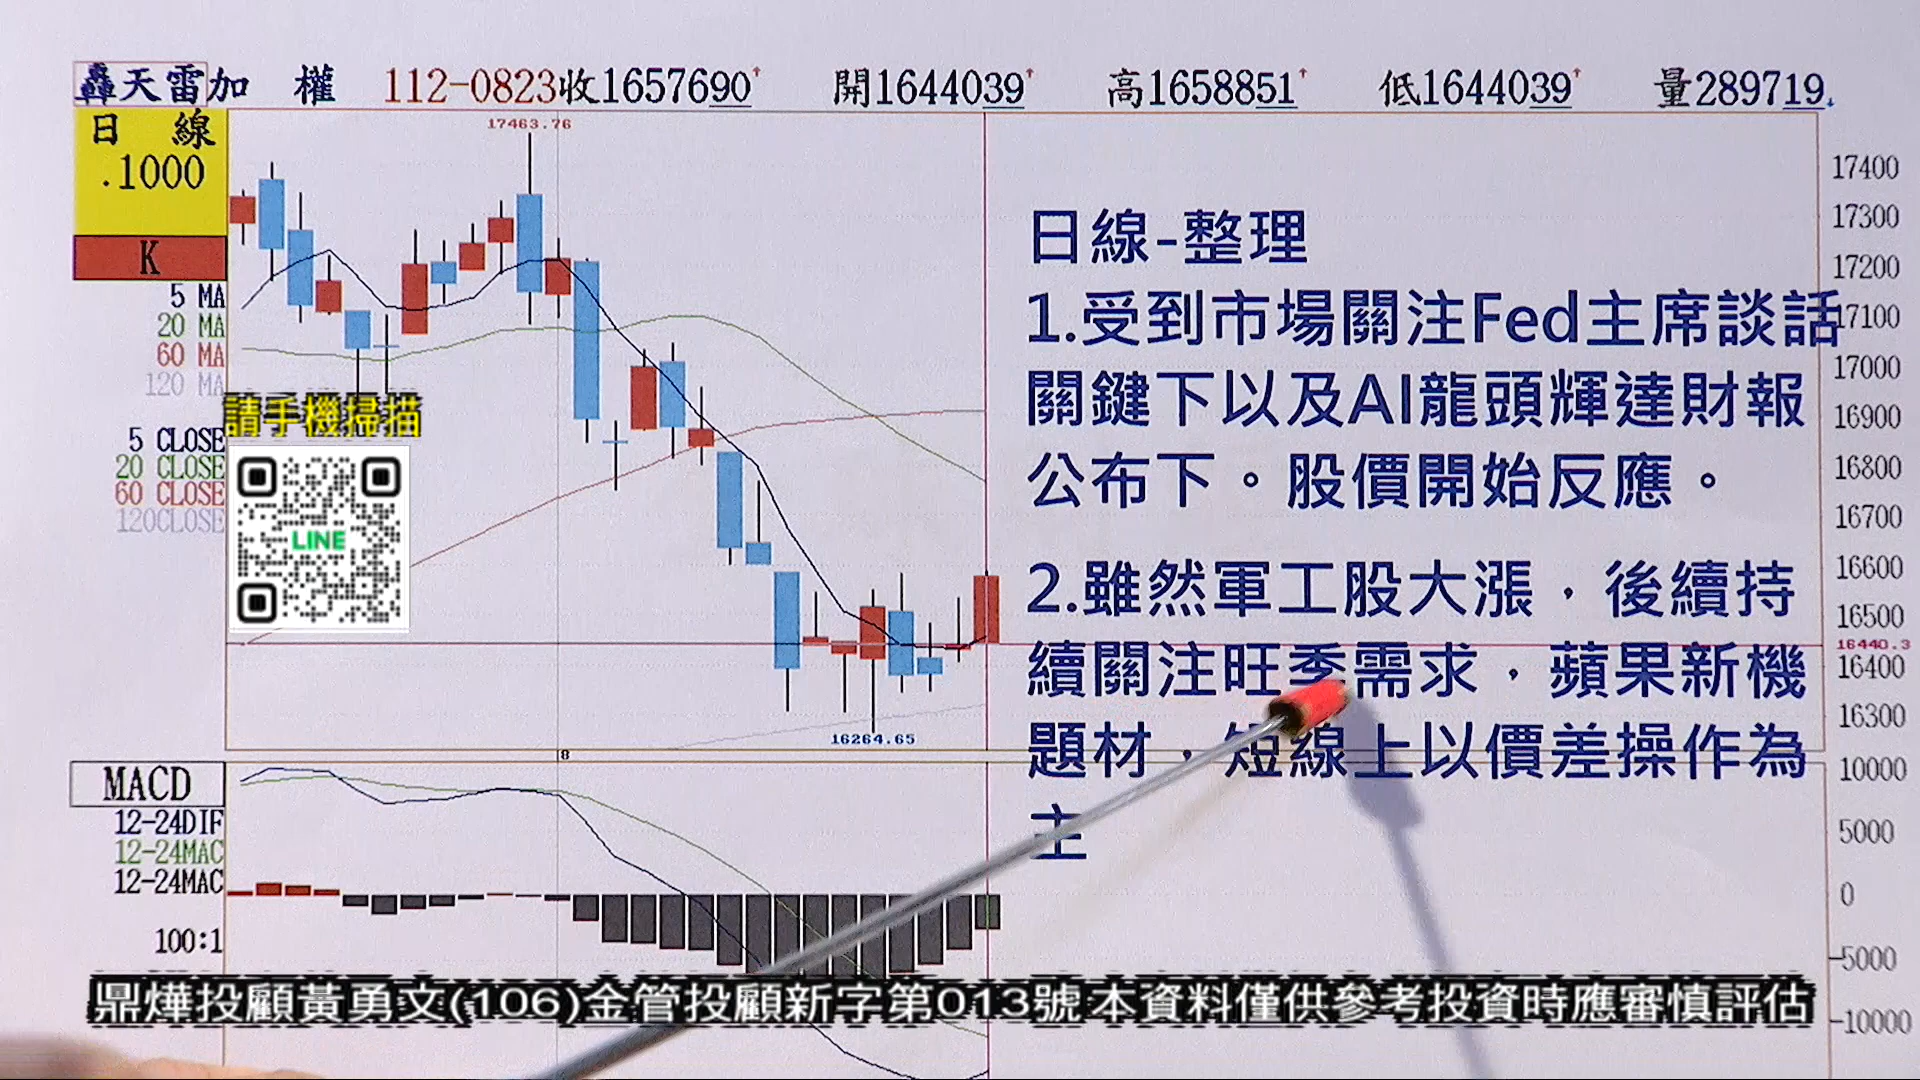 轟天雷加 權 112-0823收1657690↑ 開1644039↑ 高1658851↑ 低1644039↑ 量289719↓
日 線
.1000
K
5 MA
20 MA
60 MA
120 MA
5 CLOSE
20 CLOSE
60 CLOSE
120CLOSE
請手機掃描
LINE
17463.76
16264.65
8
日線-整理
1.受到市場關注Fed主席談話
關鍵下以及AI龍頭輝達財報
公布下。股價開始反應。
2.雖然軍工股大漲，後續持
續關注旺季需求，蘋果新機
題材，短線上以價差操作為
主
17400
17300
17200
17100
17000
16900
16800
16700
16600
16500
16440.3
16400
16300
MACD
12-24DIF
12-24MAC
12-24MAC
100:1
10000
5000
0
-5000
-10000
鼎燁投顧黃勇文(106)金管投顧新字第013號本資料僅供參考投資時應審慎評估